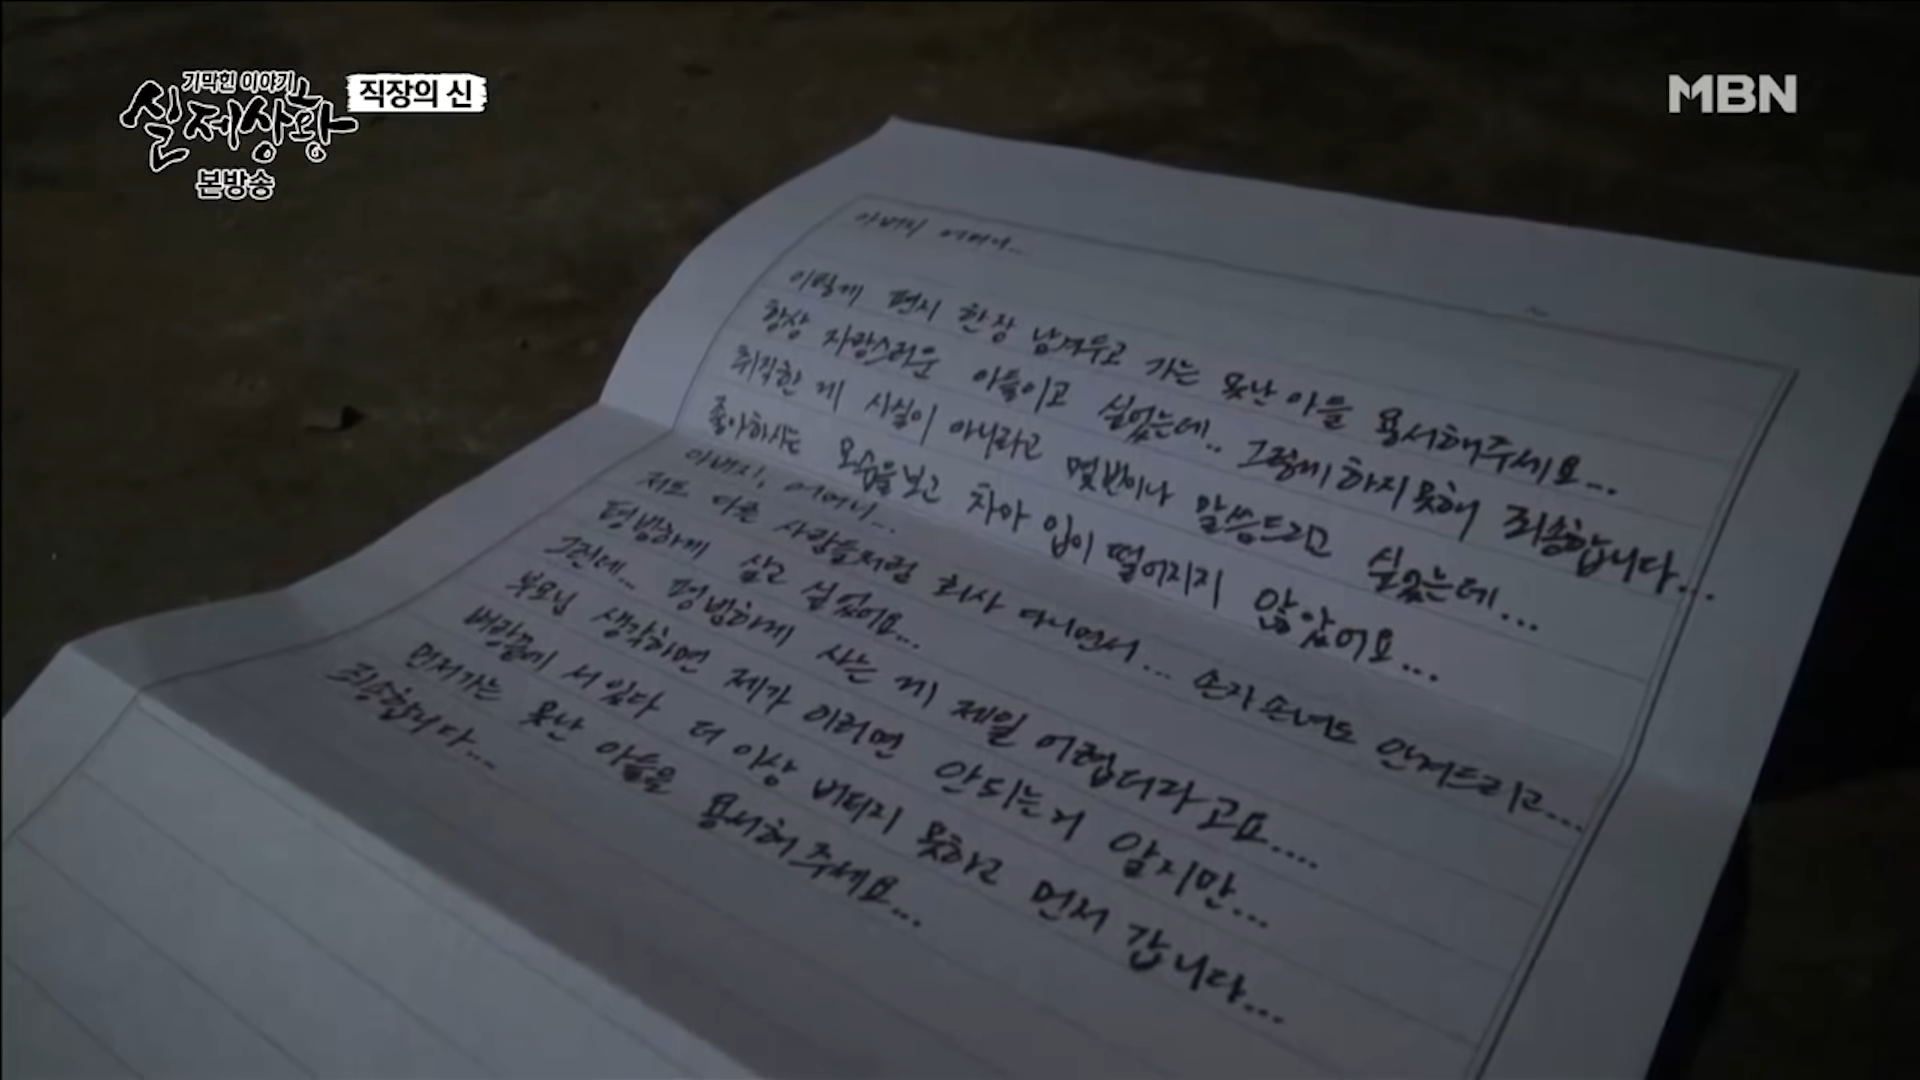 기막힌 이야기
실제상황
본방송
직장의 신
MBN
아버지 어머니...
이렇게 편지 한장 남겨두고 가는 못난 아들 용서해주세요...
항상 자랑스러운 아들이고 싶었는데.. 그렇게 하지 못해 죄송합니다...
취직한 게 사실이 아니라고 몇번이나 말씀드리고 싶었는데...
좋아하시는 모습을 보고 차마 입이 떨어지지 않았어요...
아버지, 어머니...
저도 다른 사람들처럼 회사 다니면서... 손자 손녀도 안겨드리고...
평범하게 살고 싶었어요...
그런데... 평범하게 사는 게 제일 어렵더라고요....
부모님 생각하면 제가 이러면 안되는거 알지만...
벼랑끝에 서 있다 더 이상 버티지 못하고 먼저 갑니다...
먼저가는 못난 아들을 용서해 주세요...
죄송합니다...